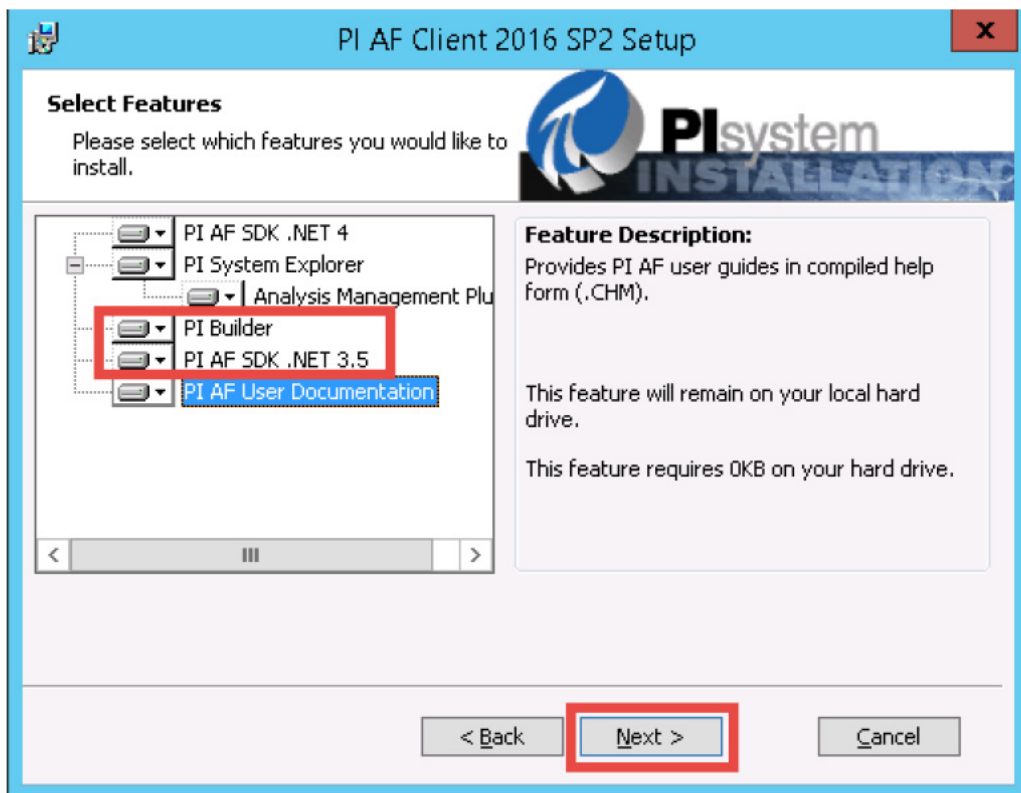 PI AF Client 2016 SP2 Setup
x
Select Features
Please select which features you would like to
install.
PIsystem
INSTALLATION
PI AF SDK .NET 4
PI System Explorer
Analysis Management Plu
PI Builder
PI AF SDK .NET 3.5
PI AF User Documentation
Feature Description:
Provides PI AF user guides in compiled help
form (.CHM).
This feature will remain on your local hard
drive.
This feature requires 0KB on your hard drive.
< Back
Next >
Cancel